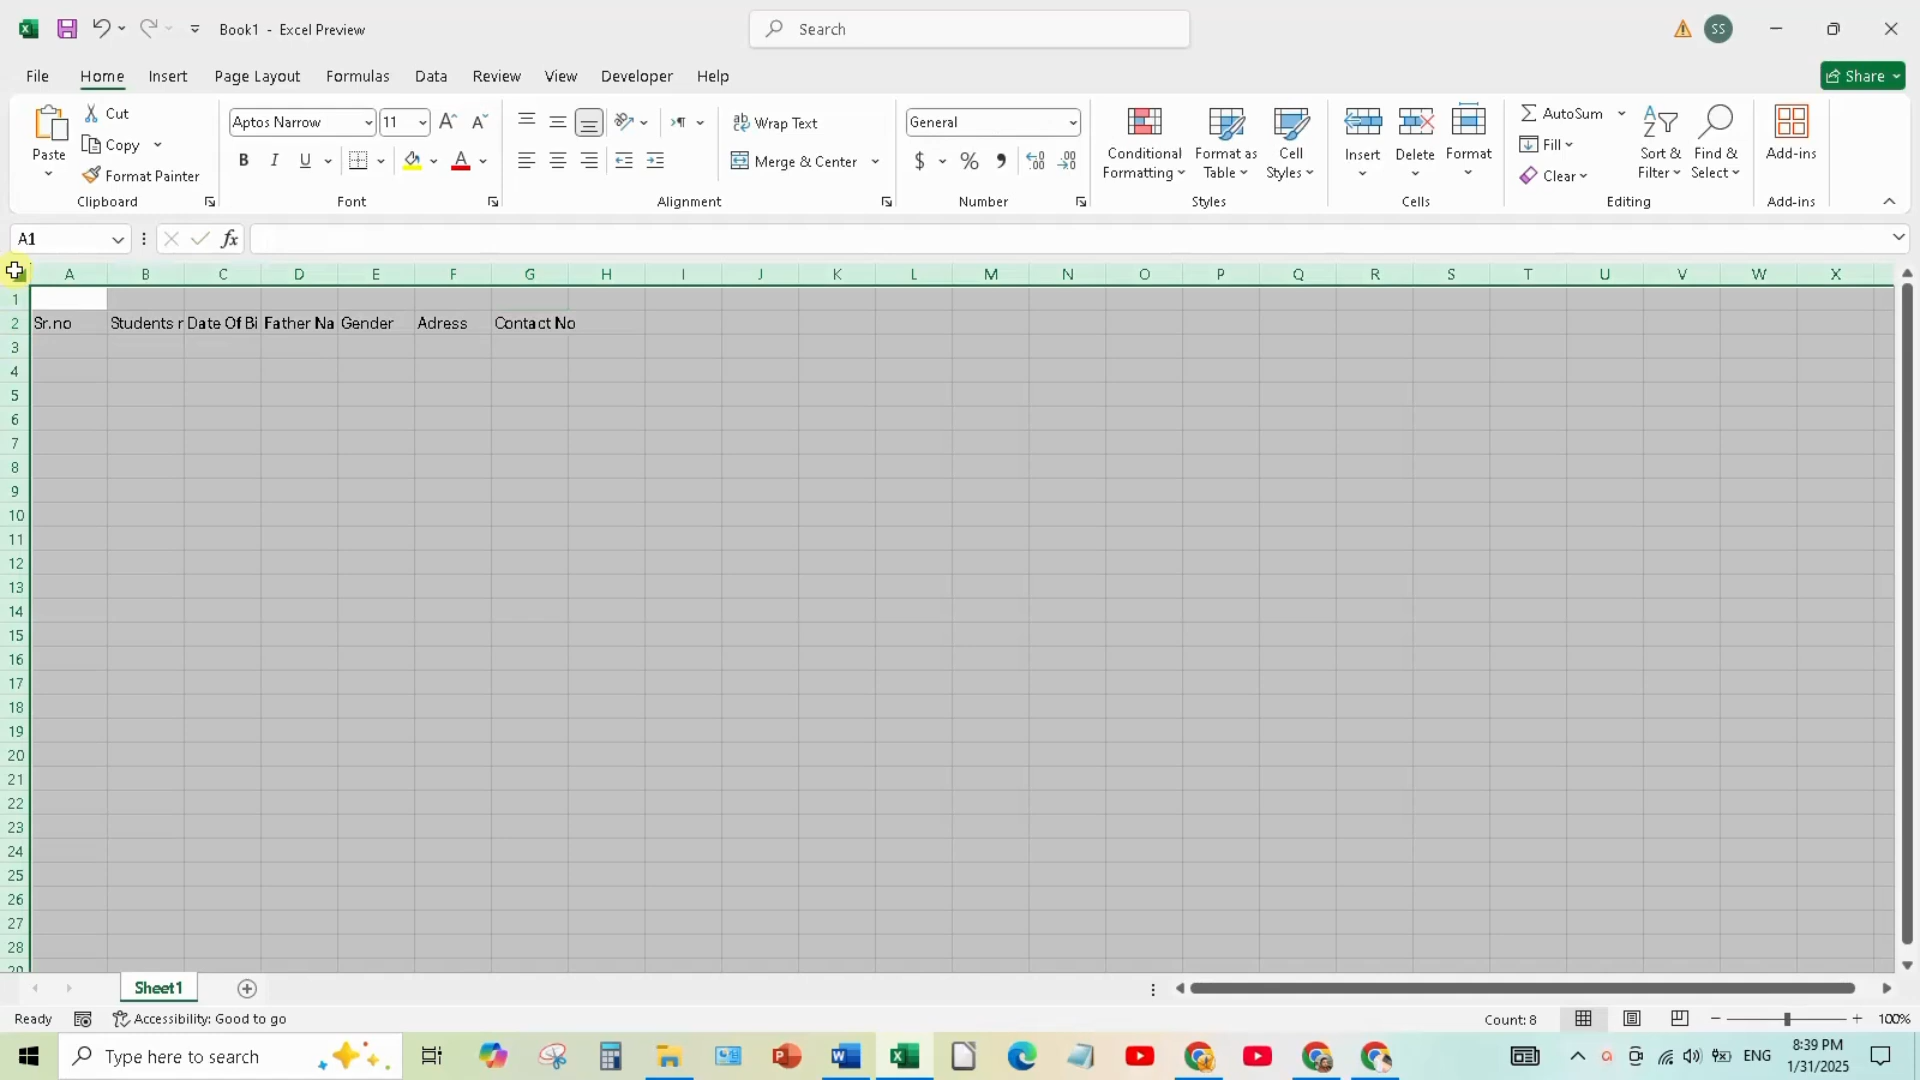 Book1 - Excel Preview
Search
SS
File Home Insert Page Layout Formulas Data Review View Developer Help
Share
Paste
Cut
Copy
Format Painter
Clipboard
Aptos Narrow 11
B I U
Font
Wrap Text
Merge & Center
Alignment
General
$ % 9
Number
Conditional Formatting
Format as Table
Cell Styles
Styles
Insert Delete Format
Cells
AutoSum
Fill
Clear
Sort & Filter
Find & Select
Editing
Add-ins
Add-ins
A1
fx
A B C D E F G H I J K L M N O P Q R S T U V W X
1
2 Sr.no Students Date Of Bi Father Na Gender Adress Contact No
3
4
5
6
7
8
9
10
11
12
13
14
15
16
17
18
19
20
21
22
23
24
25
26
27
28
29
Sheet1
Ready Accessibility: Good to go Count: 8 100%
Type here to search
ENG
8:39 PM
1/31/2025